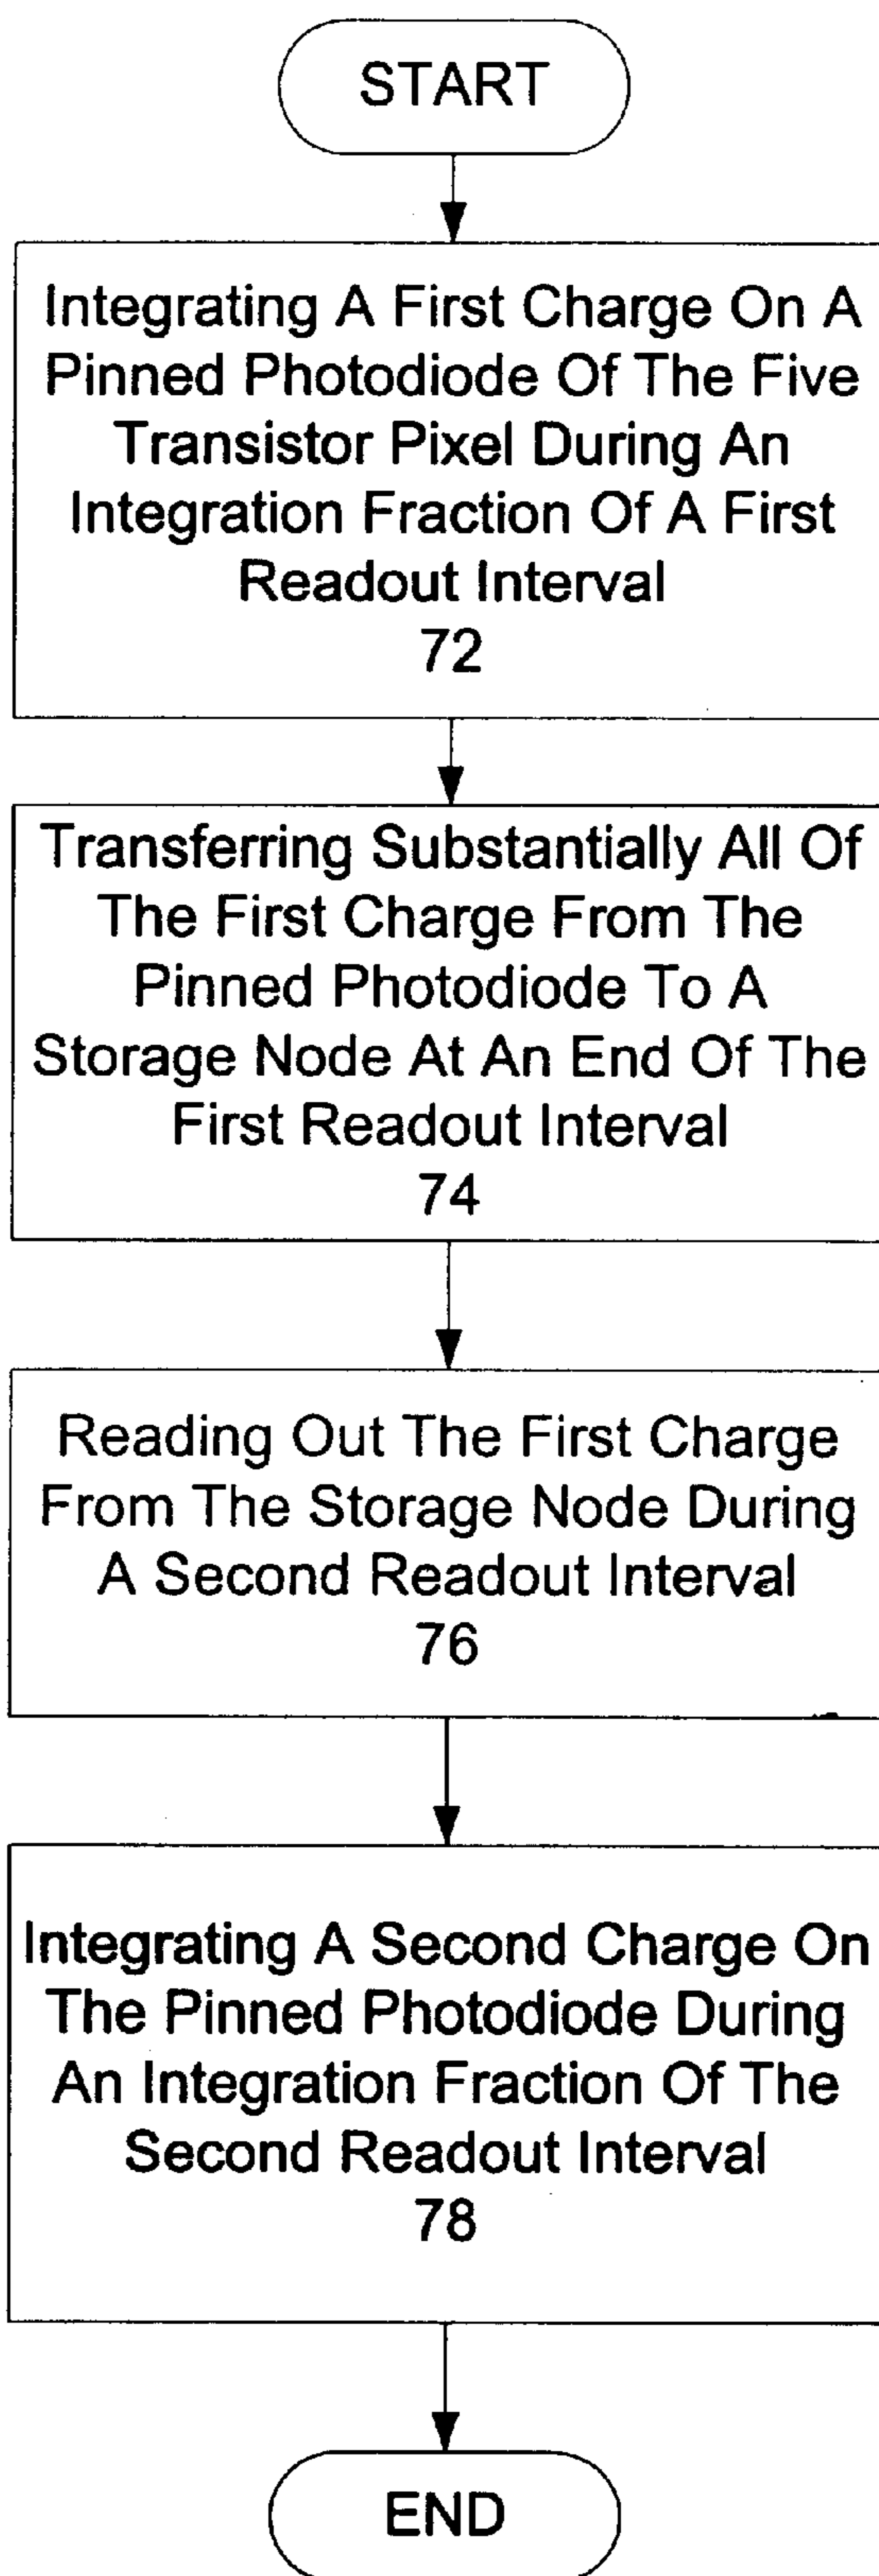 START
Integrating A First Charge On A
Pinned Photodiode Of The Five
Transistor Pixel During An
Integration Fraction Of A First
Readout Interval
72
Transferring Substantially All Of
The First Charge From The
Pinned Photodiode To A
Storage Node At An End Of The
First Readout Interval
74
Reading Out The First Charge
From The Storage Node During
A Second Readout Interval
76
Integrating A Second Charge On
The Pinned Photodiode During
An Integration Fraction Of The
Second Readout Interval
78
END